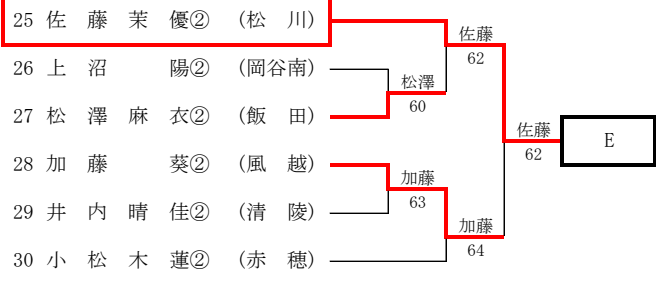 25 佐 藤 茉 優② (松 川)
佐藤
62
26 上 沼 陽② (岡谷南)
松澤
60
27 松 澤 麻 衣② (飯 田)
佐藤
62
E
28 加 藤 葵② (風 越)
加藤
63
29 井 内 晴 佳② (清 陵)
加藤
64
30 小 松 木 蓮② (赤 穂)